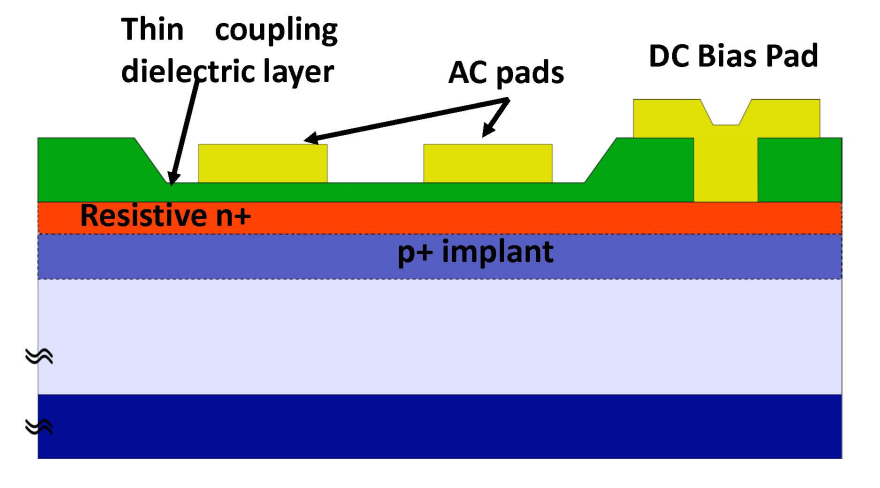 Thin coupling
dielectric layer
AC pads
DC Bias Pad
Resistive n+
p+ implant